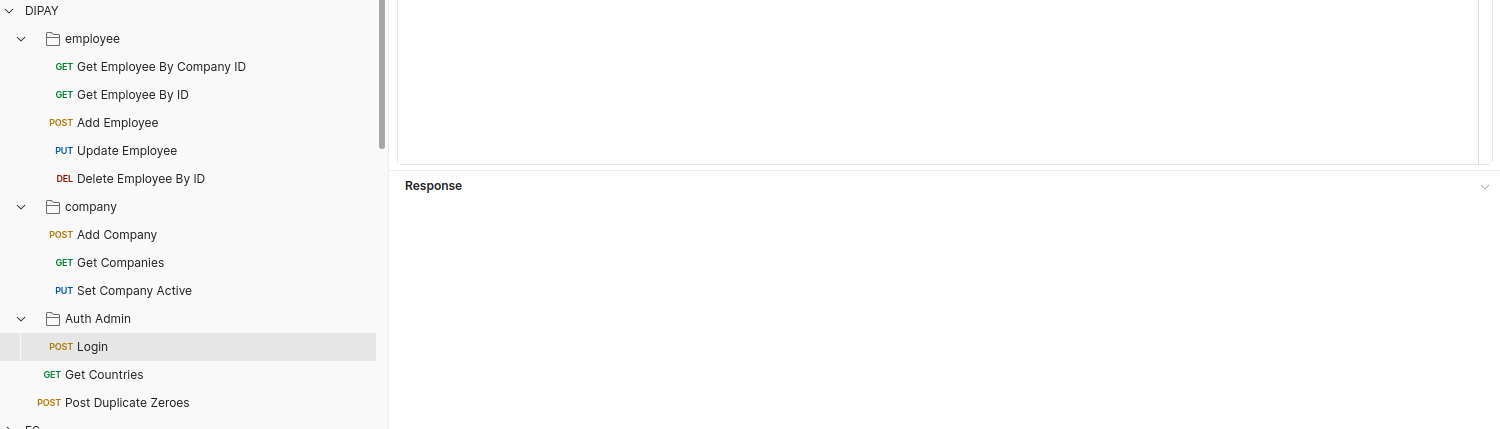 DIPAY
employee
GET Get Employee By Company ID
GET Get Employee By ID
POST Add Employee
PUT Update Employee
DEL Delete Employee By ID
company
POST Add Company
GET Get Companies
PUT Set Company Active
Auth Admin
POST Login
GET Get Countries
POST Post Duplicate Zeroes
Response